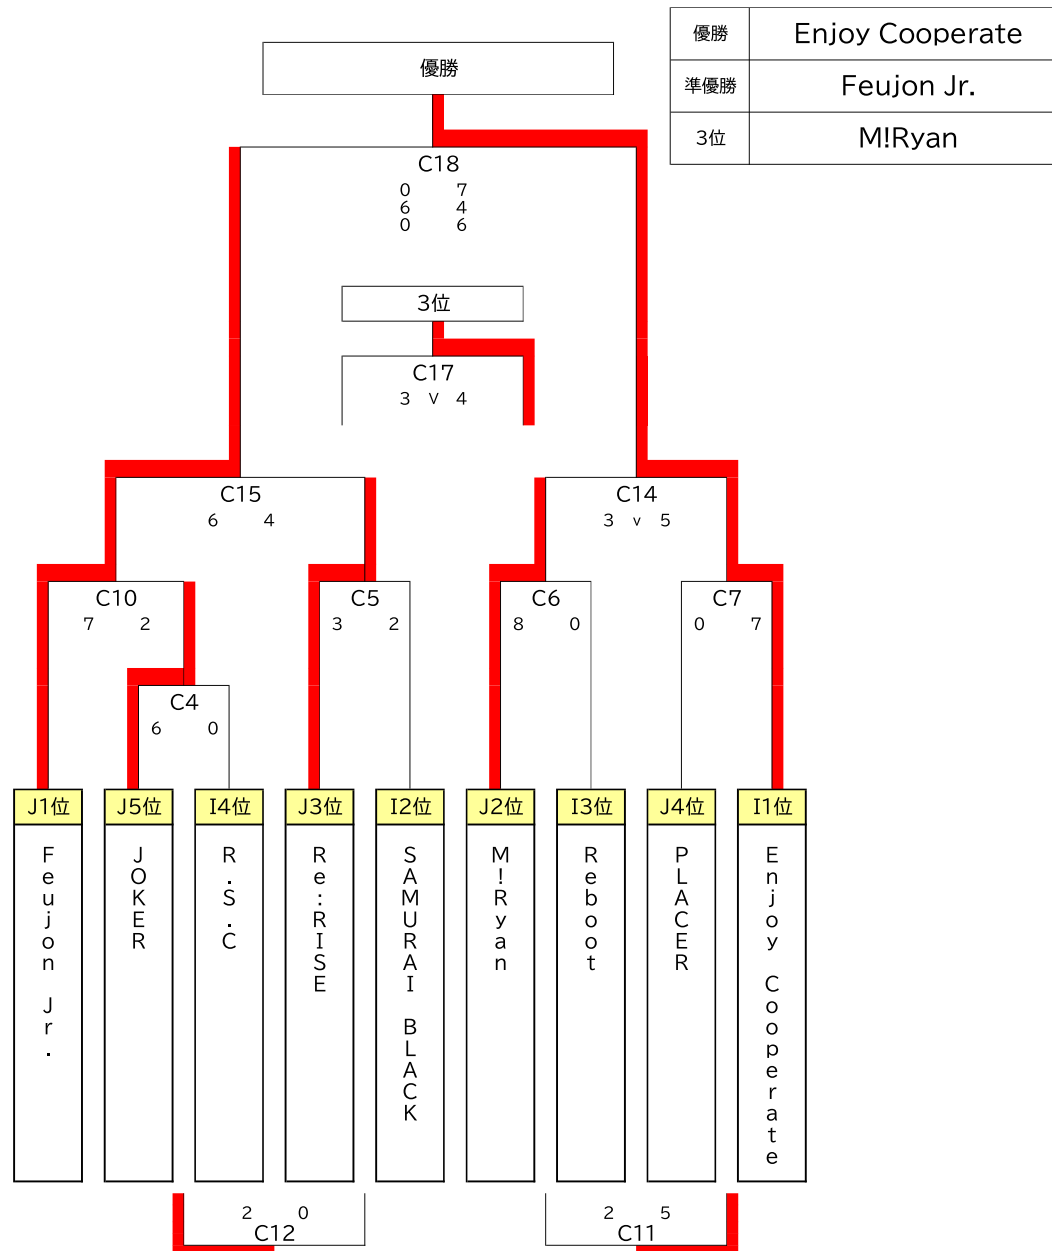 優勝 Enjoy Cooperate
準優勝 Feujon Jr.
3位 M!Ryan
優勝
C18
0 7
6 4
0 6
3位
C17
3 V 4
C15
6 4
C14
3 v 5
C10
7 2
C5
3 2
C6
8 0
C7
0 7
C4
6 0
J1位 J5位 I4位 J3位 I2位 J2位 I3位 J4位 I1位
Feujon Jr.
JOKER
R.S.C
Re:RISE
SAMURAI BLACK
M!Ryan
Reboot
PLACER
Enjoy Cooperate
2 0
C12
2 5
C11